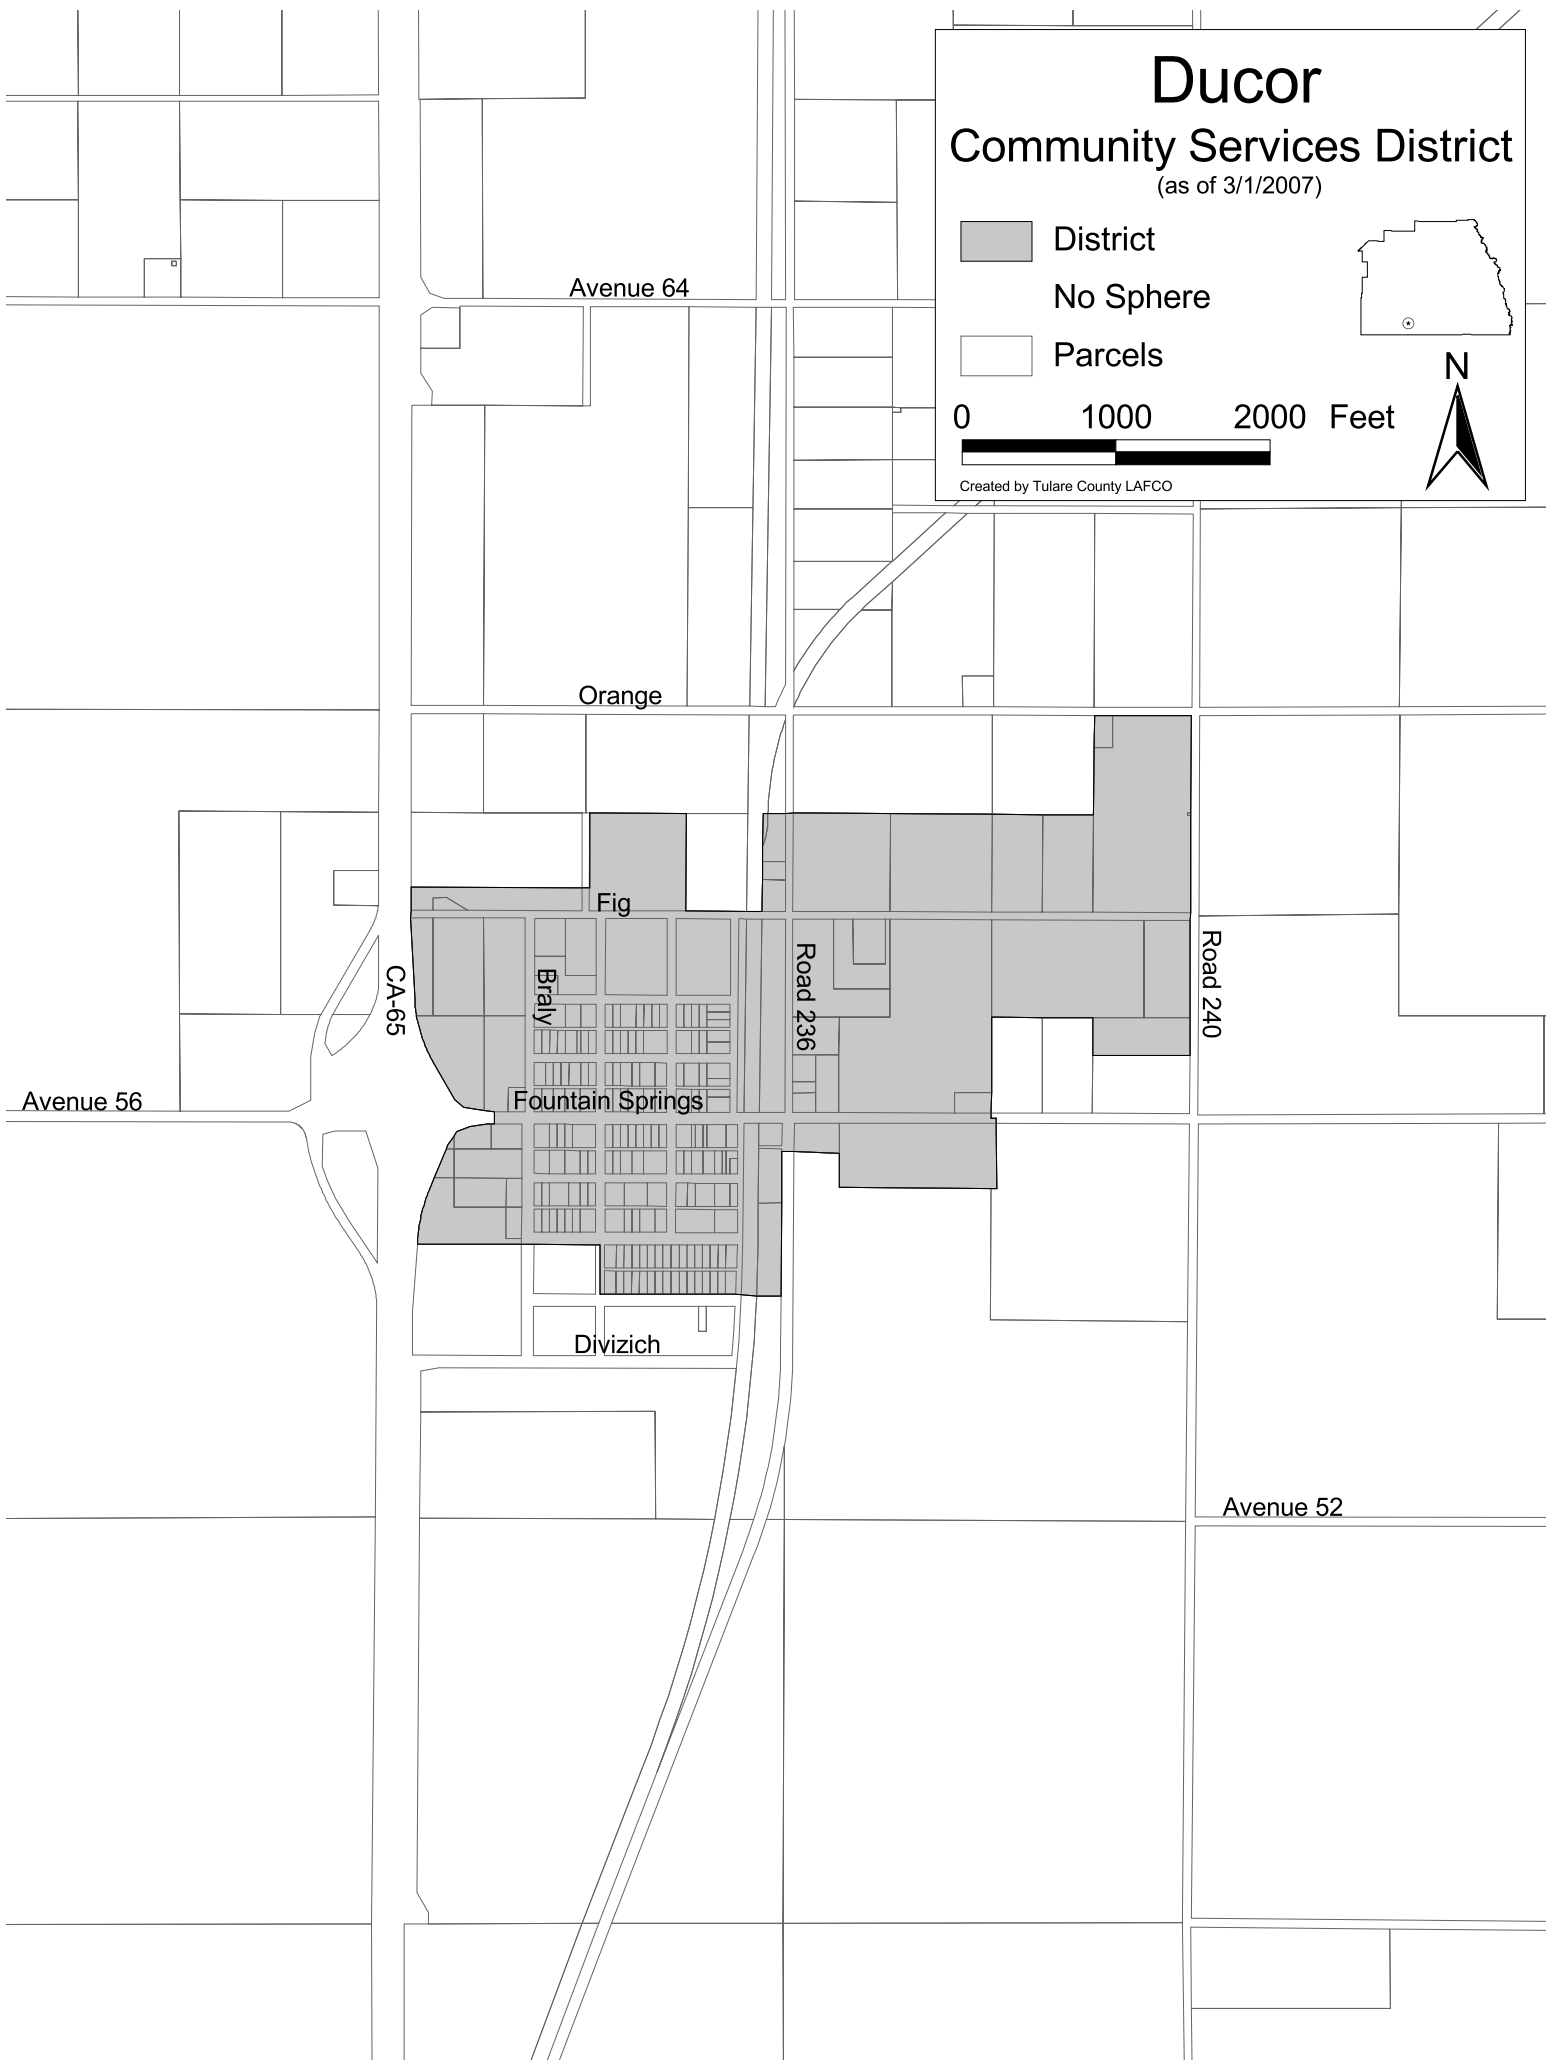 Ducor
Community Services District
(as of 3/1/2007)
District
No Sphere
Parcels
N
0 1000 2000 Feet
Created by Tulare County LAFCO
Avenue 64
Orange
Fig
CA-65
Braly
Road 236
Road 240
Avenue 56
Fountain Springs
Divizich
Avenue 52